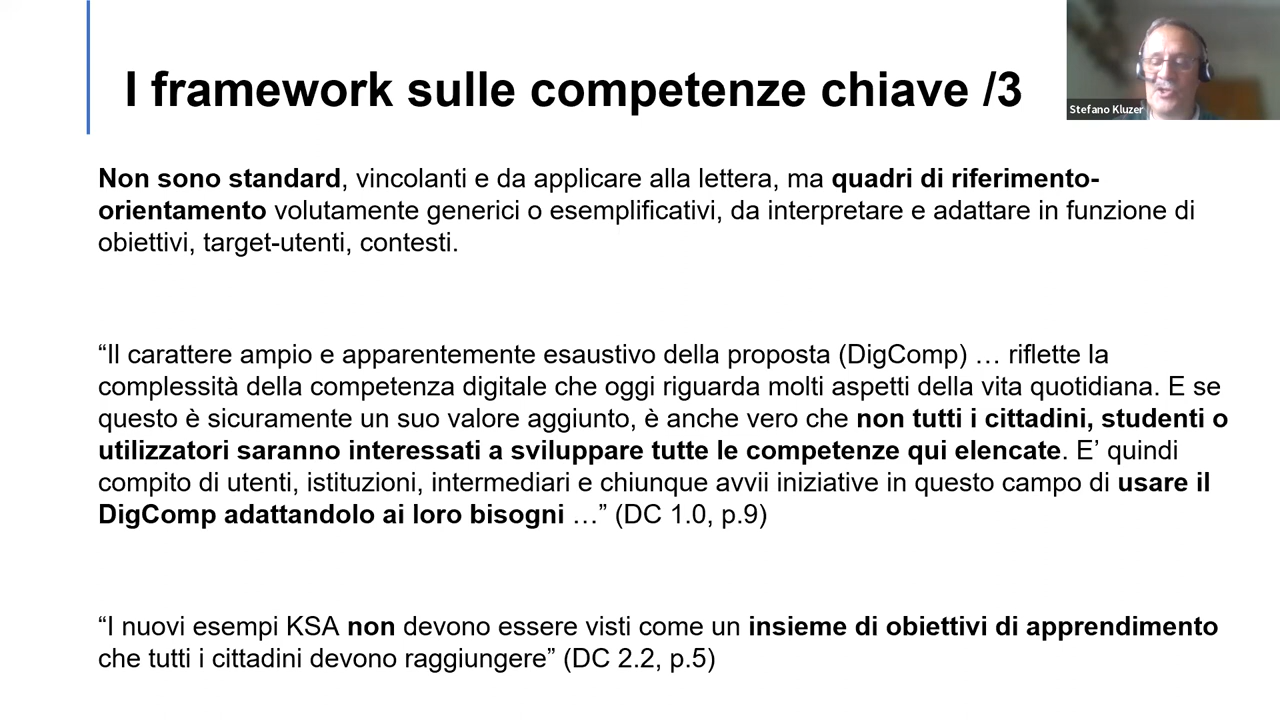 I framework sulle competenze chiave /3
Stefano Kluzer
Non sono standard, vincolanti e da applicare alla lettera, ma quadri di riferimento-
orientamento volutamente generici o esemplificativi, da interpretare e adattare in funzione di
obiettivi, target-utenti, contesti.
“Il carattere ampio e apparentemente esaustivo della proposta (DigComp) … riflette la
complessità della competenza digitale che oggi riguarda molti aspetti della vita quotidiana. E se
questo è sicuramente un suo valore aggiunto, è anche vero che non tutti i cittadini, studenti o
utilizzatori saranno interessati a sviluppare tutte le competenze qui elencate. E’ quindi
compito di utenti, istituzioni, intermediari e chiunque avvii iniziative in questo campo di usare il
DigComp adattandolo ai loro bisogni …” (DC 1.0, p.9)
“I nuovi esempi KSA non devono essere visti come un insieme di obiettivi di apprendimento
che tutti i cittadini devono raggiungere” (DC 2.2, p.5)